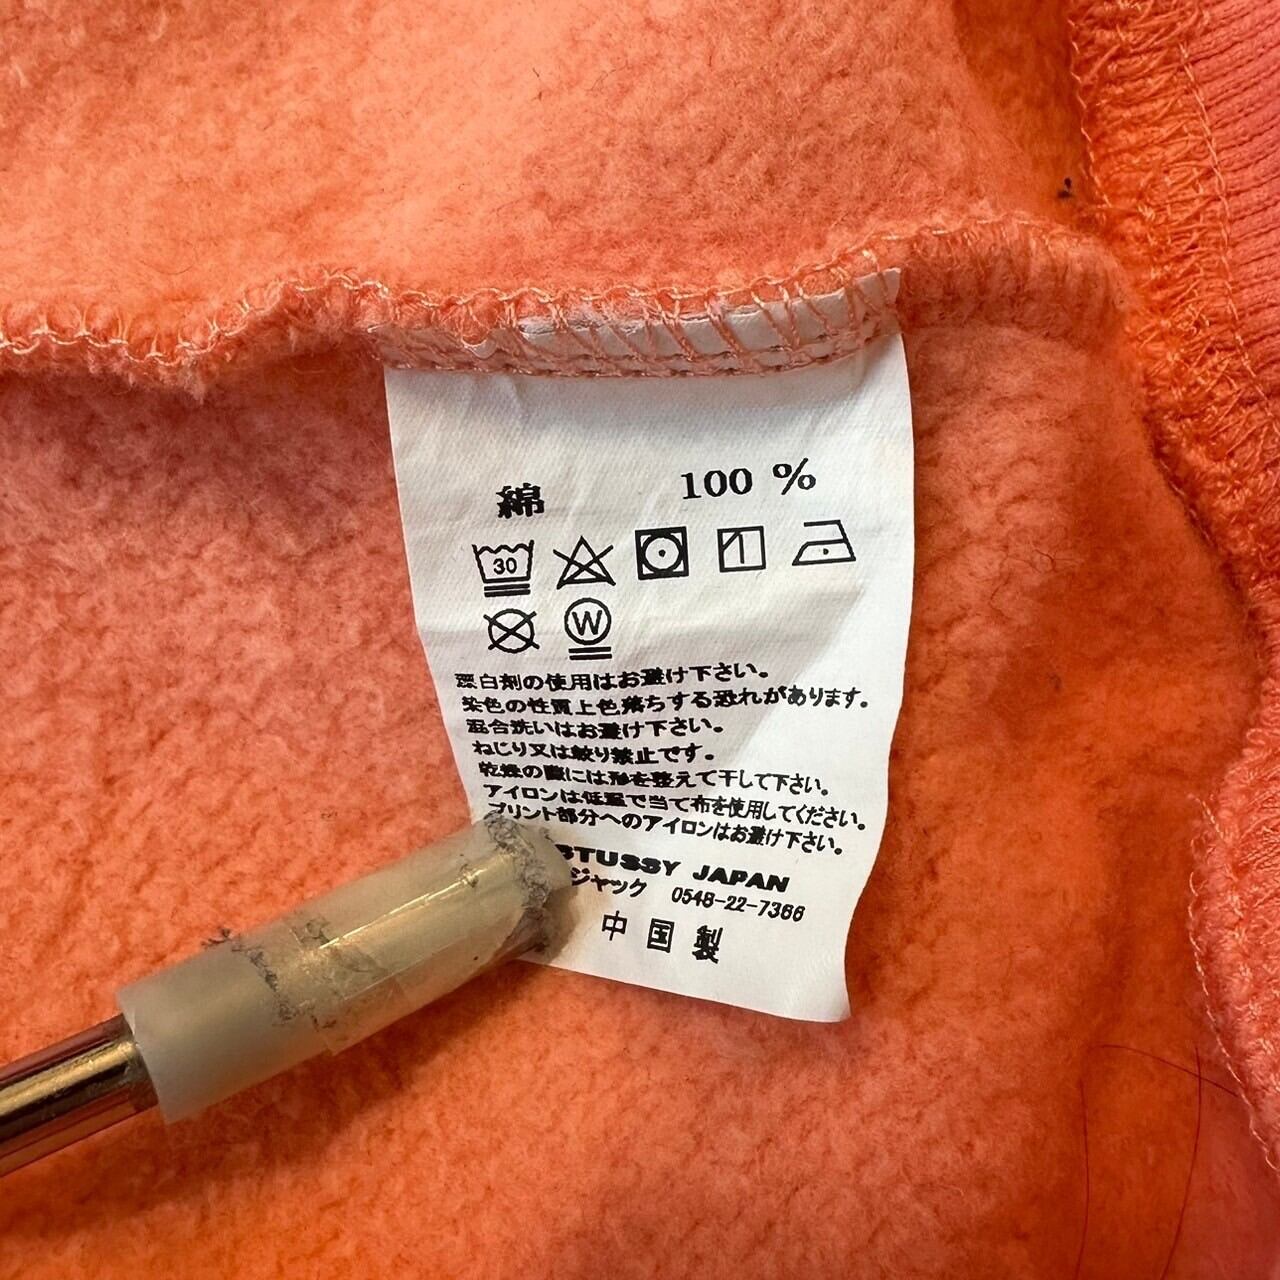 綿 100 %
30
W
漂白剤の使用はお避け下さい。
染色の性質上色落ちする恐れがあります。
混合洗いはお避け下さい。
ねじり又は絞り禁止です。
乾燥の際には形を整えて干して下さい。
アイロンは低温で当て布を使用してください。
プリント部分へのアイロンはお避け下さい。
STUSSY JAPAN
ジャック 0548-22-7366
中国製